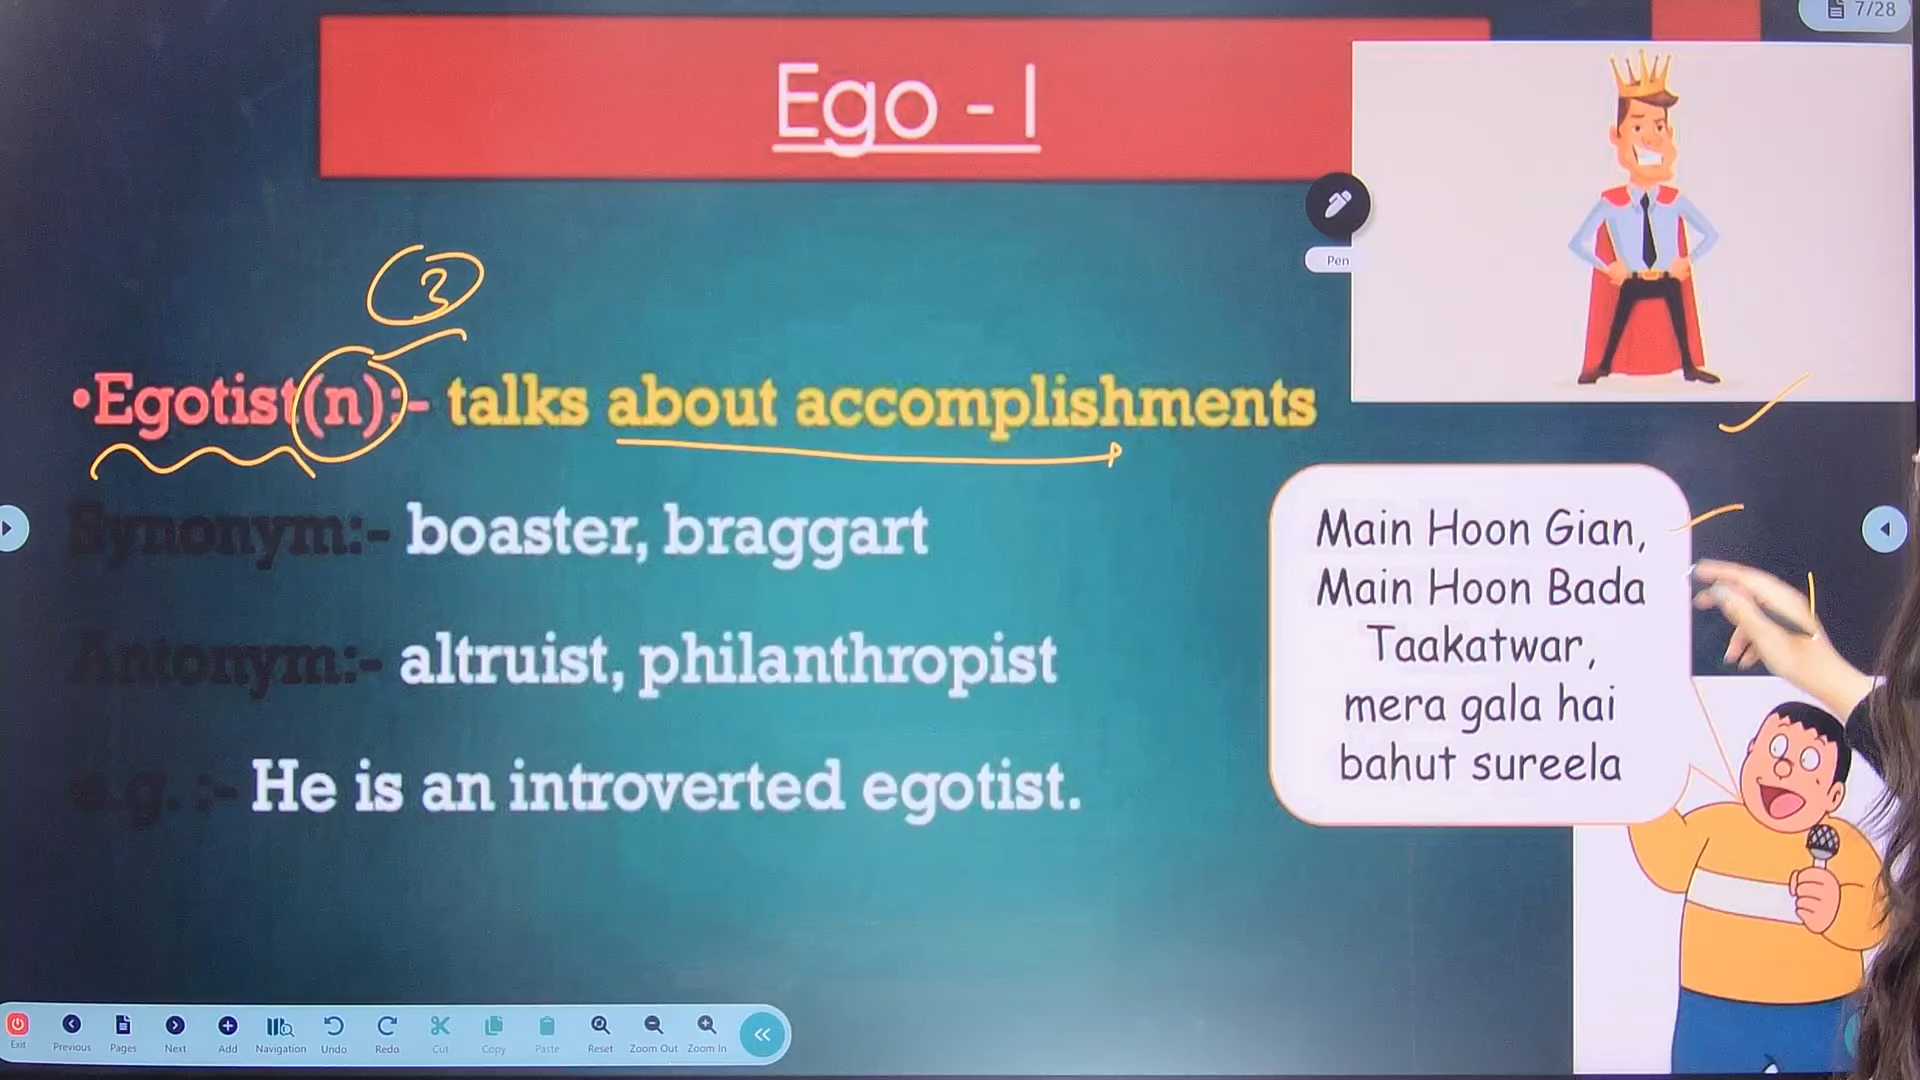 7/28
Ego - I
Pen
3
•Egotist(n):- talks about accomplishments
Synonym:- boaster, braggart
Antonym:- altruist, philanthropist
e.g. :- He is an introverted egotist.
Main Hoon Gian,
Main Hoon Bada
Taakatwar,
mera gala hai
bahut sureela
Exit Previous Pages Next Add Navigation Undo Redo Cut Copy Paste Reset Zoom Out Zoom In